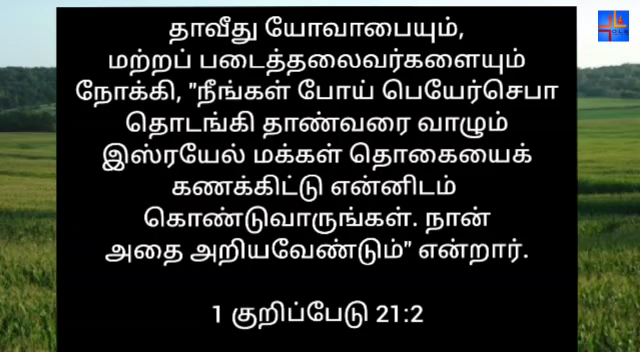 தாவீது யோவாபையும்,
மற்றப் படைத்தலைவர்களையும்
நோக்கி, "நீங்கள் போய் பெயேர்செபா
தொடங்கி தாண்வரை வாழும்
இஸ்ரயேல் மக்கள் தொகையைக்
கணக்கிட்டு என்னிடம்
கொண்டுவாருங்கள். நான்
அதை அறியவேண்டும்" என்றார்.
1 குறிப்பேடு 21:2